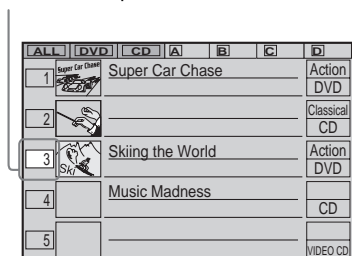 ALL DVD CD A B C D
1 Super Car Chase Super Car Chase Action
DVD
2 Classical
CD
3 Ski Skiing the World Action
DVD
4 Music Madness
CD
5
VIDEO CD